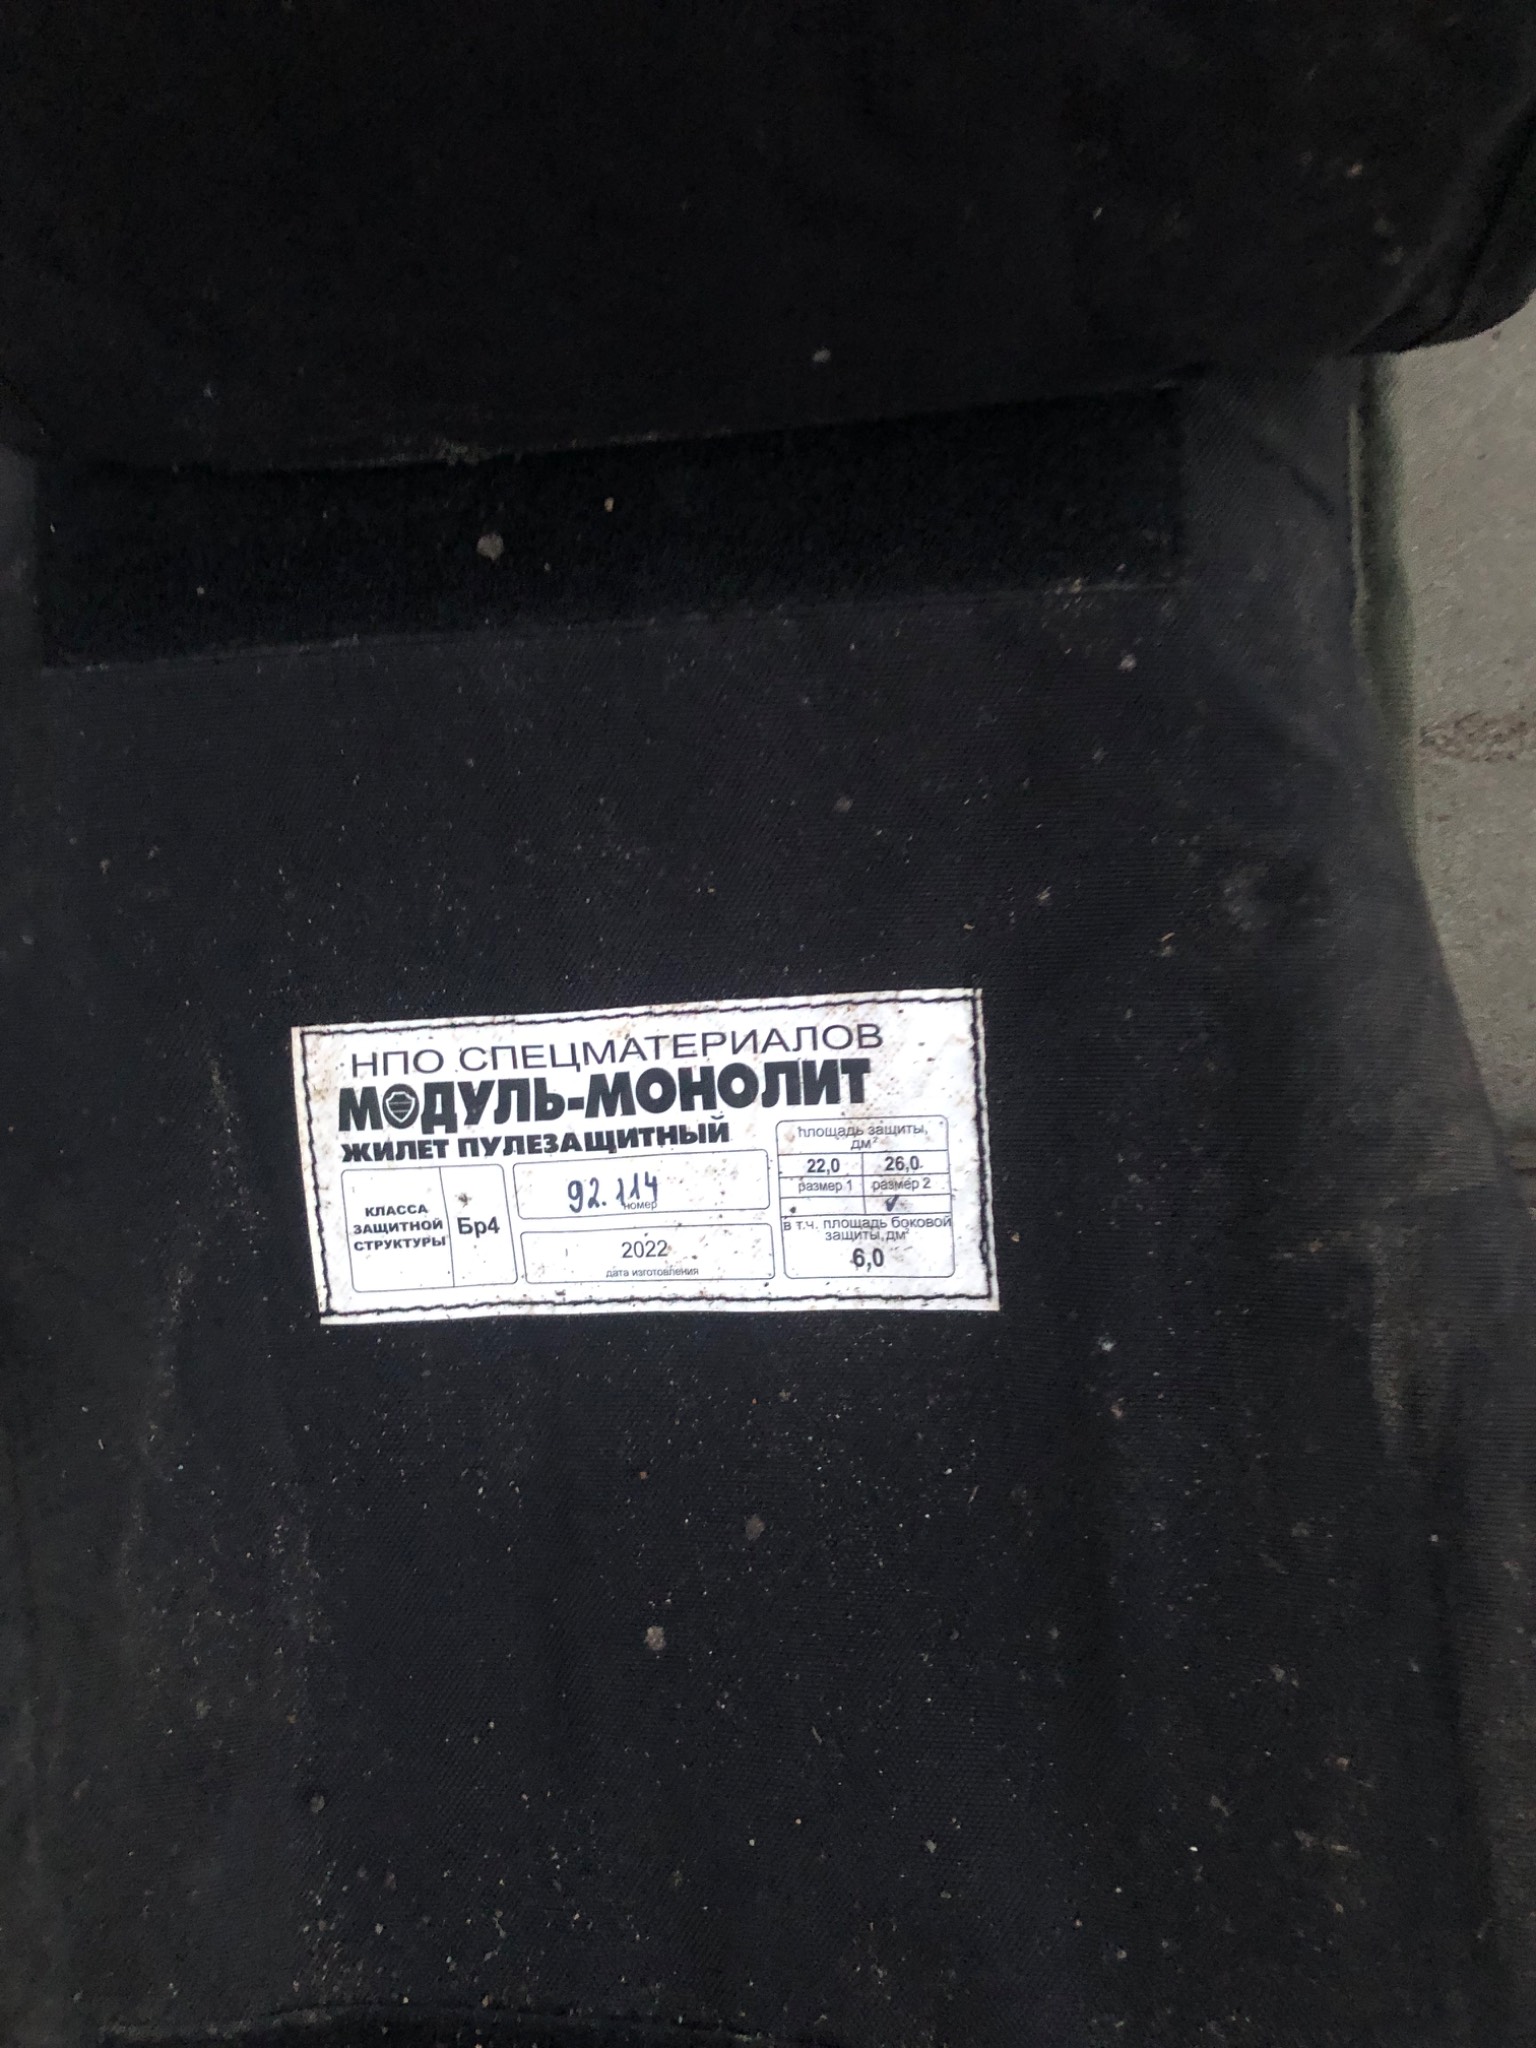 НПО СПЕЦМАТЕРИАЛОВ
МОДУЛЬ-МОНОЛИТ
ЖИЛЕТ ПУЛЕЗАЩИТНЫЙ
КЛАССА
ЗАЩИТНОЙ
СТРУКТУРЫ
Бр4
92.114
номер
2022
дата изготовления
площадь защиты,
дм²
22,0 26,0
размер 1 размер 2
✓
в т.ч. площадь боковой
защиты, дм²
6,0